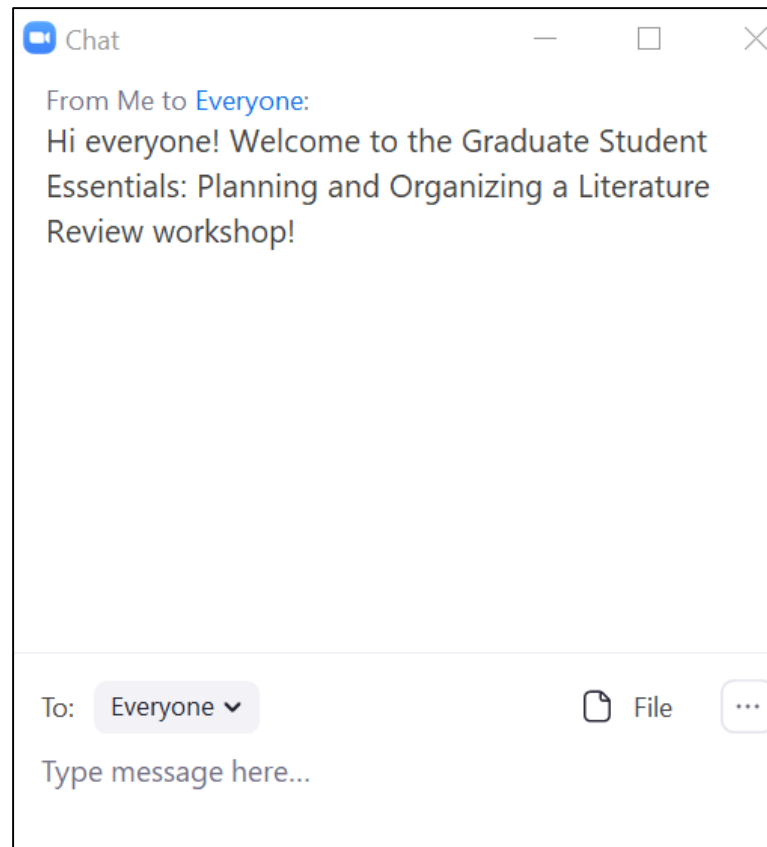 Chat
From Me to Everyone:
Hi everyone! Welcome to the Graduate Student
Essentials: Planning and Organizing a Literature
Review workshop!
To: Everyone File
Type message here...